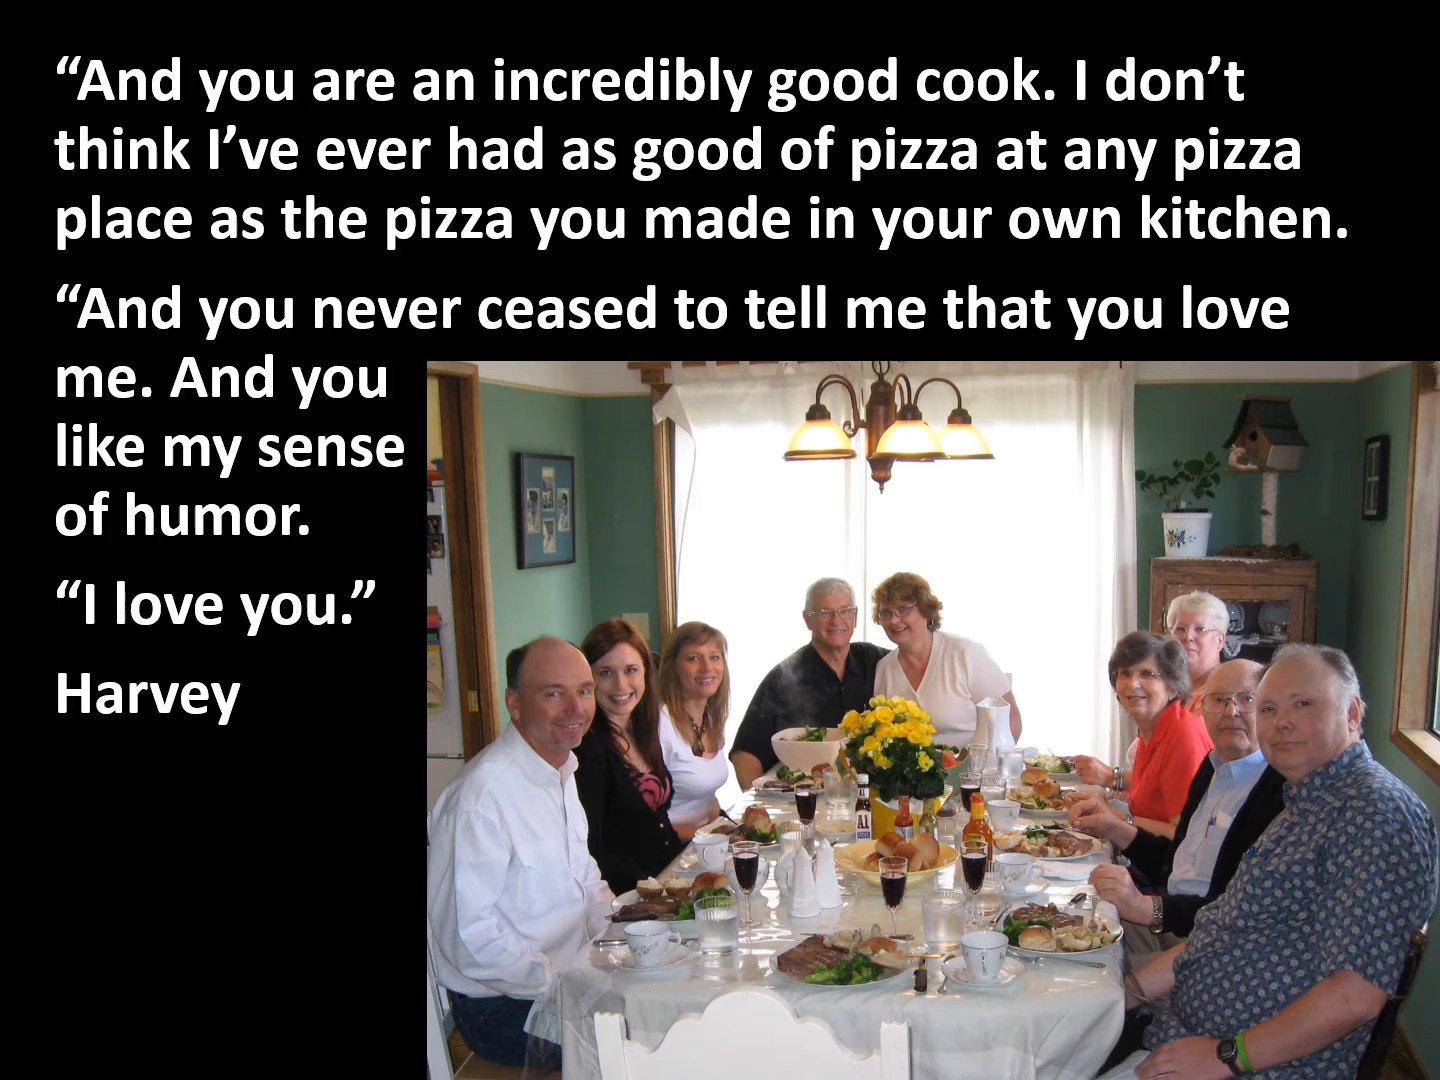 “And you are an incredibly good cook. I don’t
think I’ve ever had as good of pizza at any pizza
place as the pizza you made in your own kitchen.
“And you never ceased to tell me that you love
me. And you
like my sense
of humor.
“I love you.”
Harvey
A1